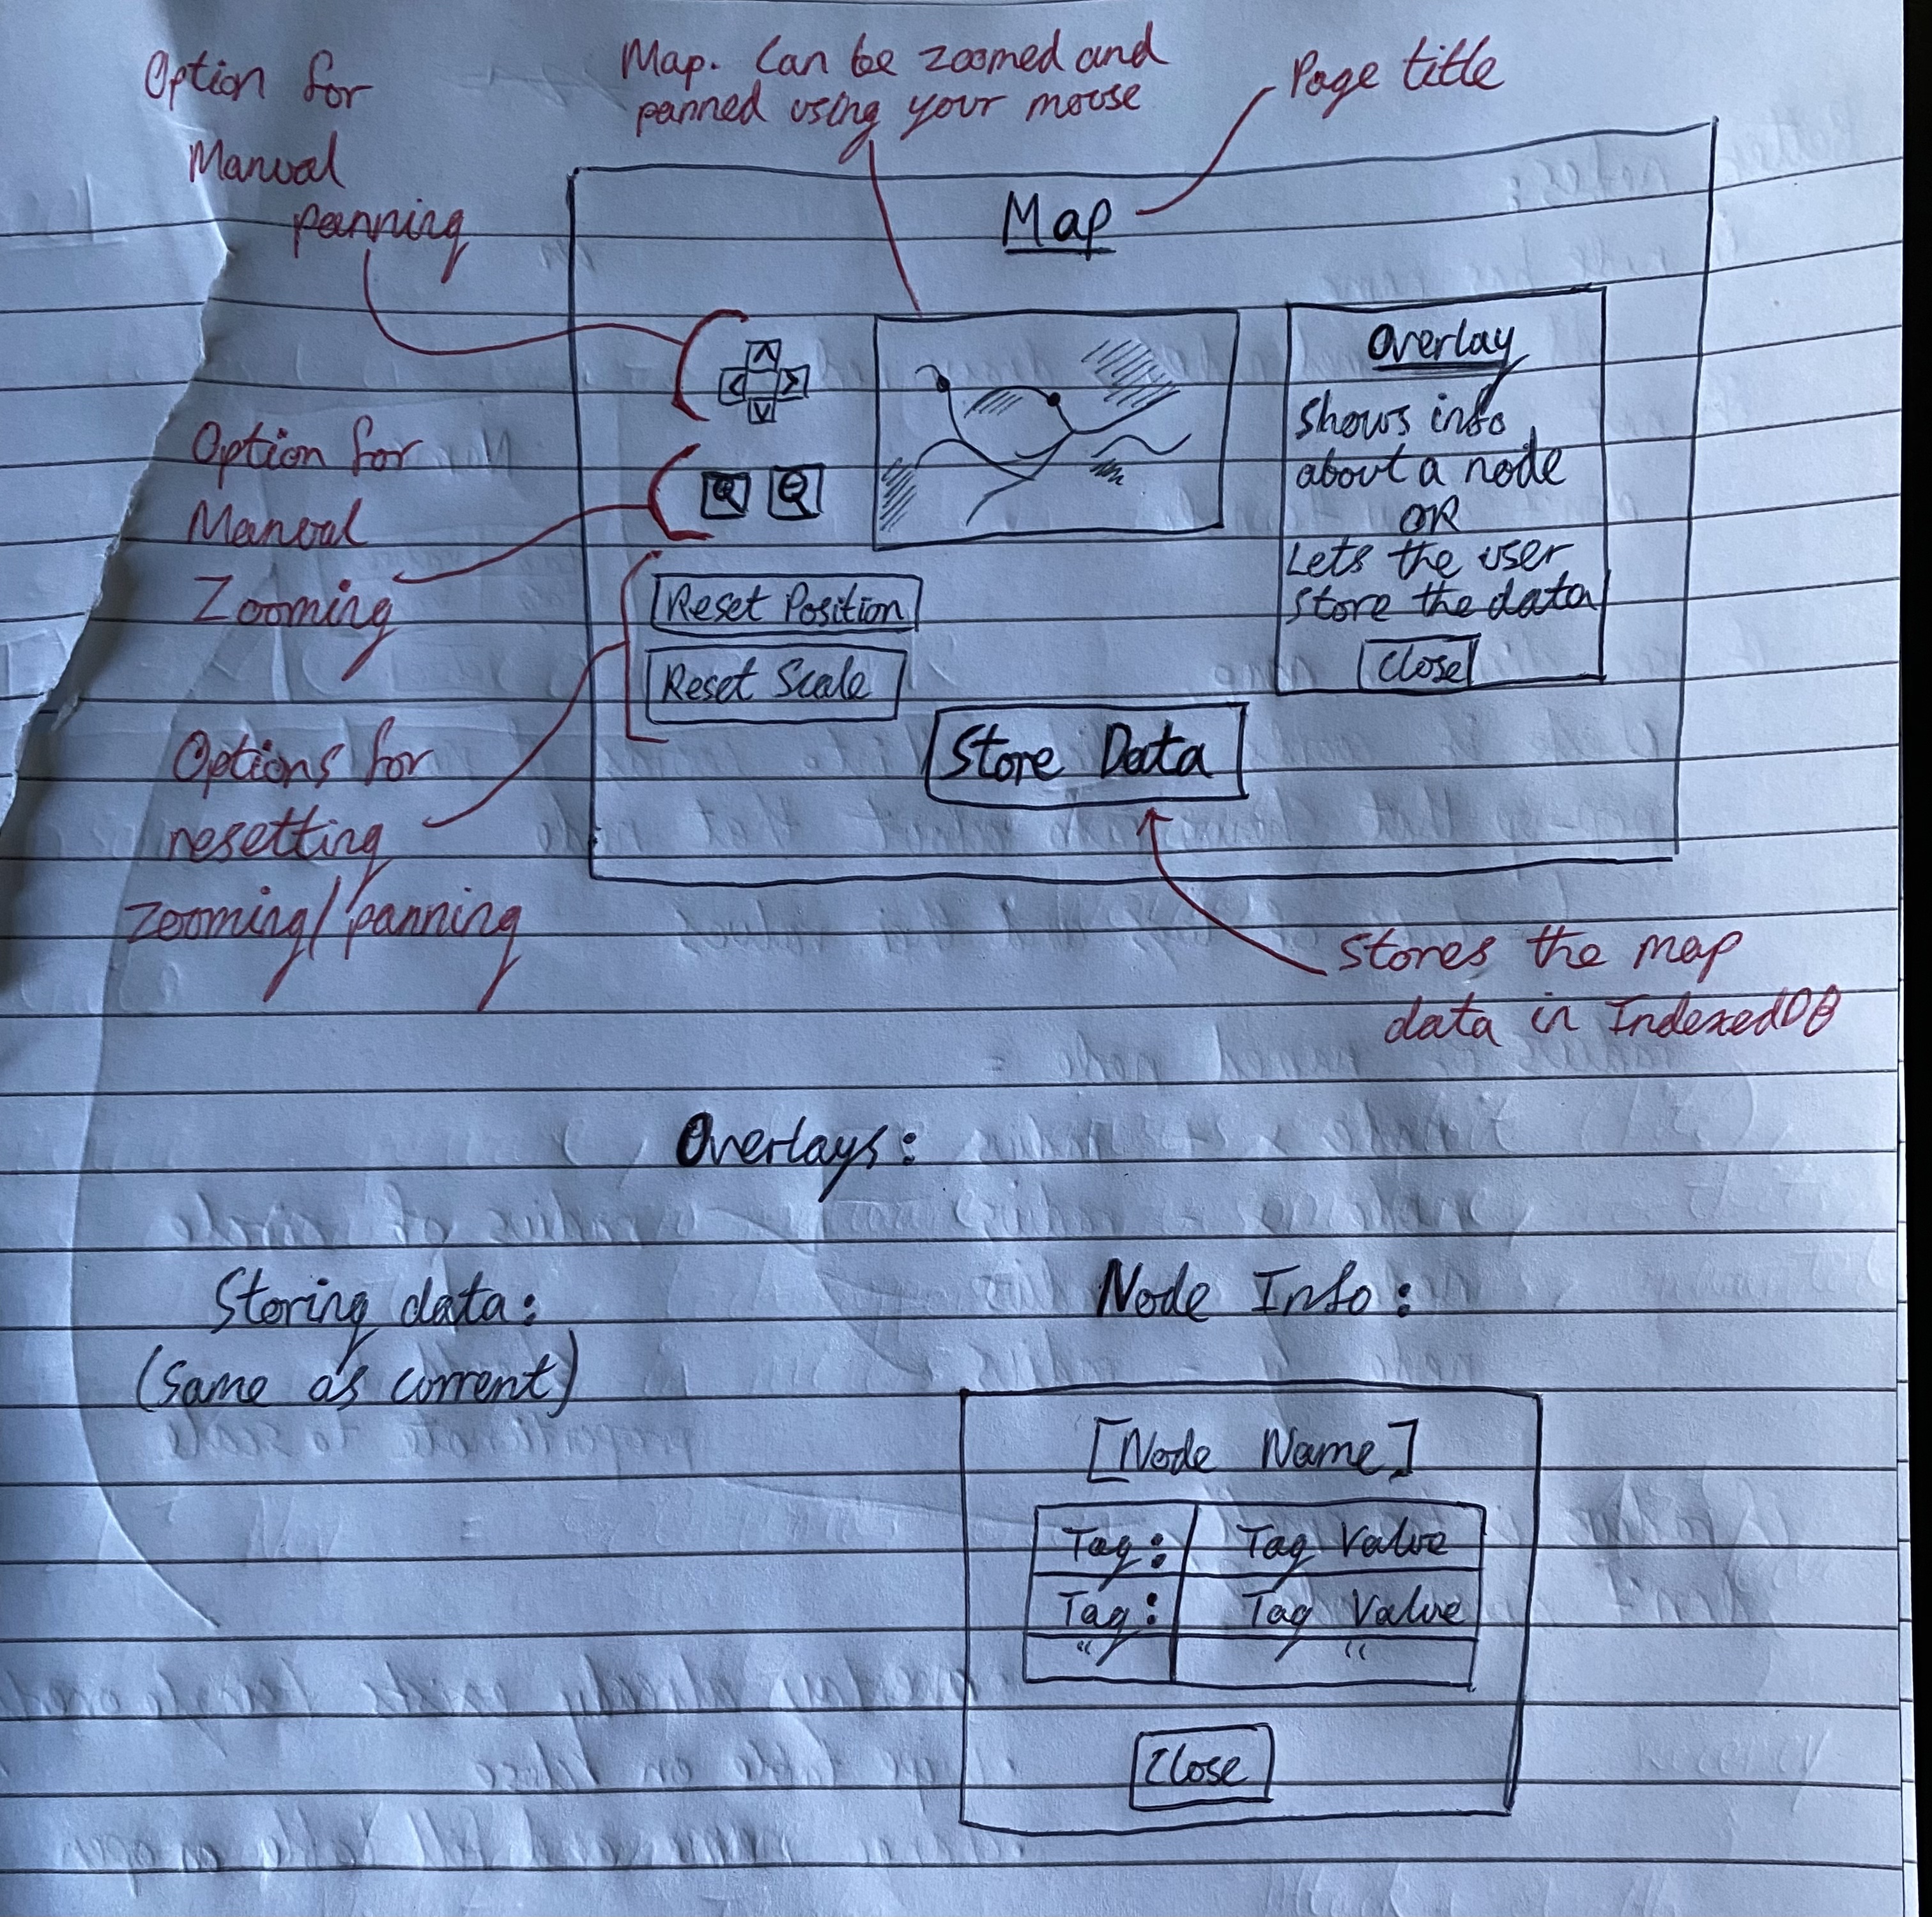 Option for
Manual
panning
Map. Can be zoomed and
panned using your mouse
Page title
Map
^
< >
v
Option for
Manual
Zooming
Overlay
Shows info
about a node
OR
Lets the user
store the data
Close
Reset Position
Reset Scale
Store Data
Options for
resetting
zooming/panning
Stores the map
data in IndexedDB
Overlays:
Storing data:
(Same as current)
Node Info:
[Node Name]
Tag: Tag Value
Tag: Tag Value
" "
Close